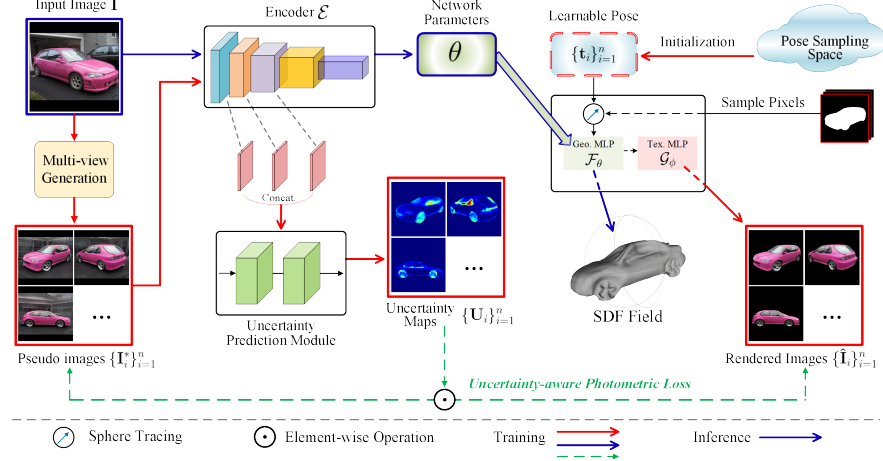 Input Image I
Encoder ℰ
Network
Parameters
θ
Learnable Pose
{t_i}_{i=1}^n
Initialization
Pose Sampling
Space
Sample Pixels
Multi-view
Generation
Concat.
Geo. MLP
ℱ_θ
Tex. MLP
𝒢_ϕ
...
...
...
Uncertainty
Prediction Module
Uncertainty
Maps {U_i}_{i=1}^n
SDF Field
Pseudo images {I_i^*}_{i=1}^n
Rendered Images {Î_i}_{i=1}^n
Uncertainty-aware Photometric Loss
Sphere Tracing
Element-wise Operation
Training
Inference